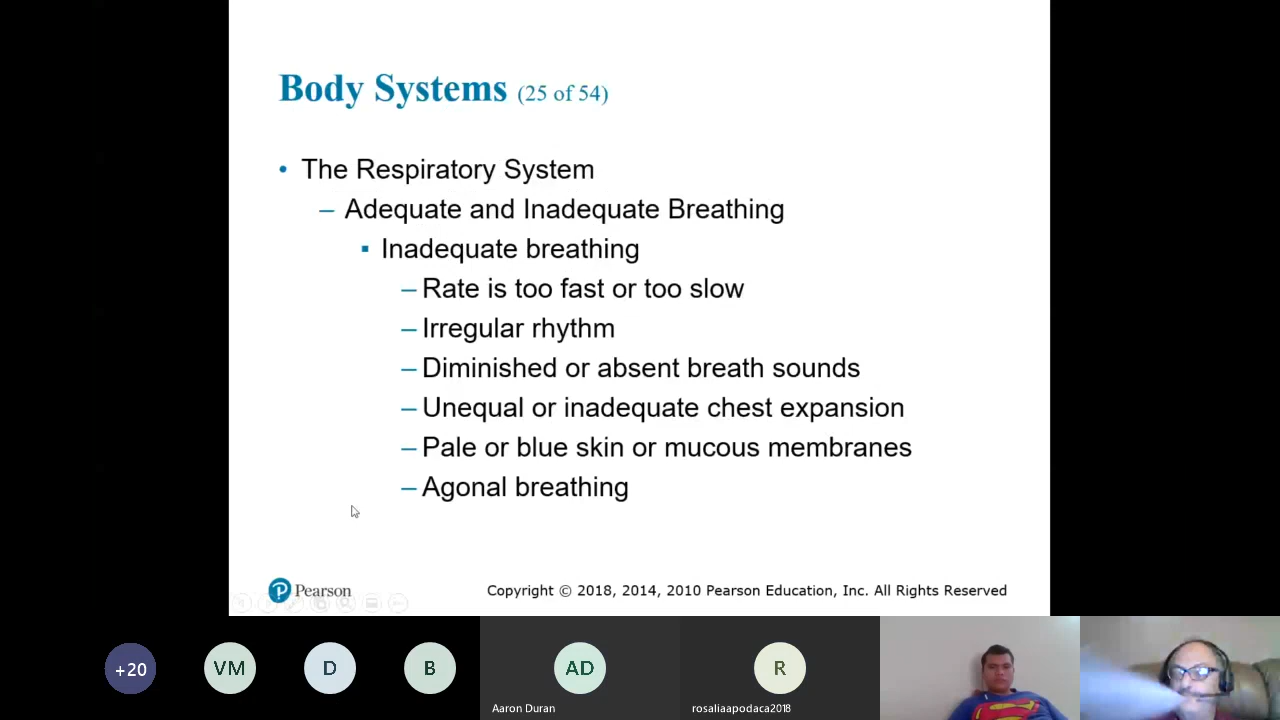 Body Systems (25 of 54)
• The Respiratory System
– Adequate and Inadequate Breathing
▪ Inadequate breathing
– Rate is too fast or too slow
– Irregular rhythm
– Diminished or absent breath sounds
– Unequal or inadequate chest expansion
– Pale or blue skin or mucous membranes
– Agonal breathing
Pearson
Copyright © 2018, 2014, 2010 Pearson Education, Inc. All Rights Reserved
+20 VM D B AD R
Aaron Duran rosaliaapodaca2018